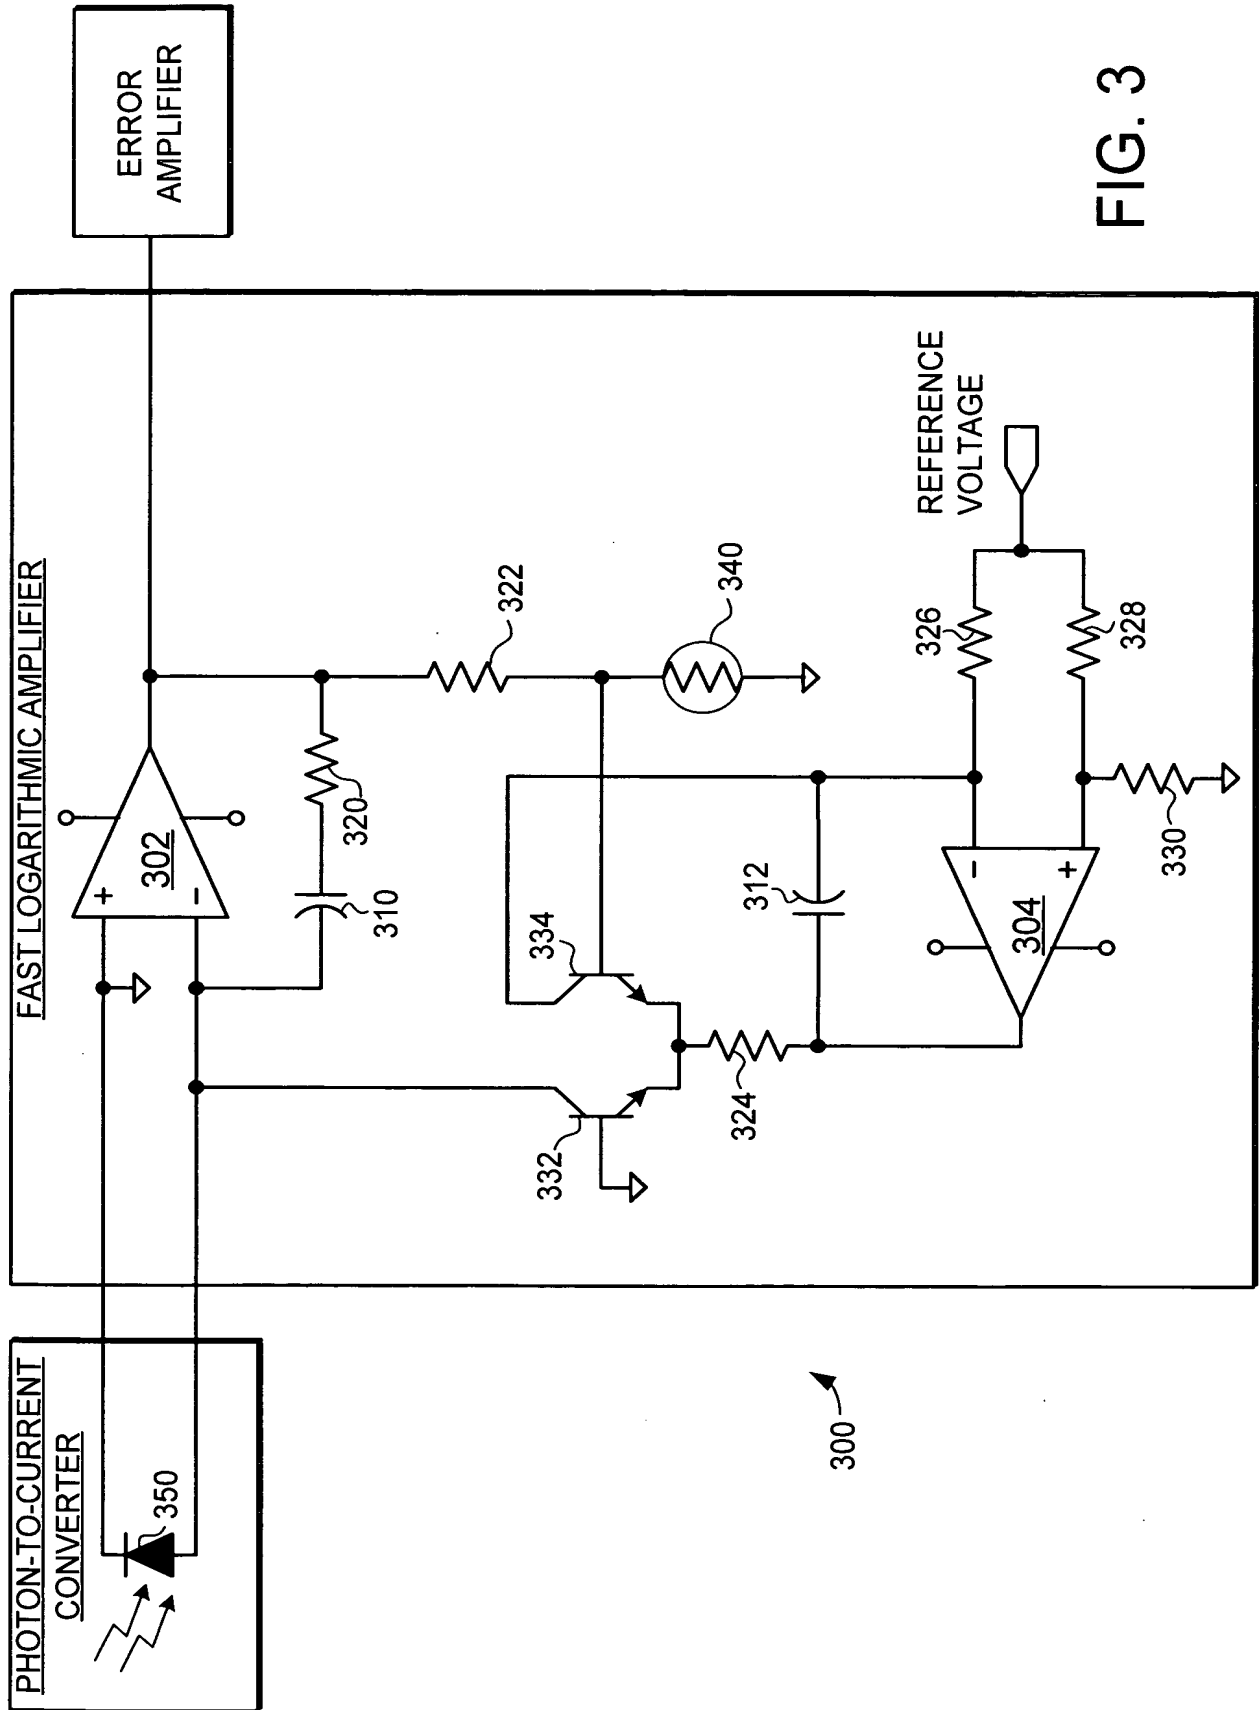 PHOTON-TO-CURRENT
CONVERTER
350
FAST LOGARITHMIC AMPLIFIER
+
-
302
310
320
322
332
334
340
324
312
-
+
304
326
328
330
REFERENCE
VOLTAGE
ERROR
AMPLIFIER
300
FIG. 3